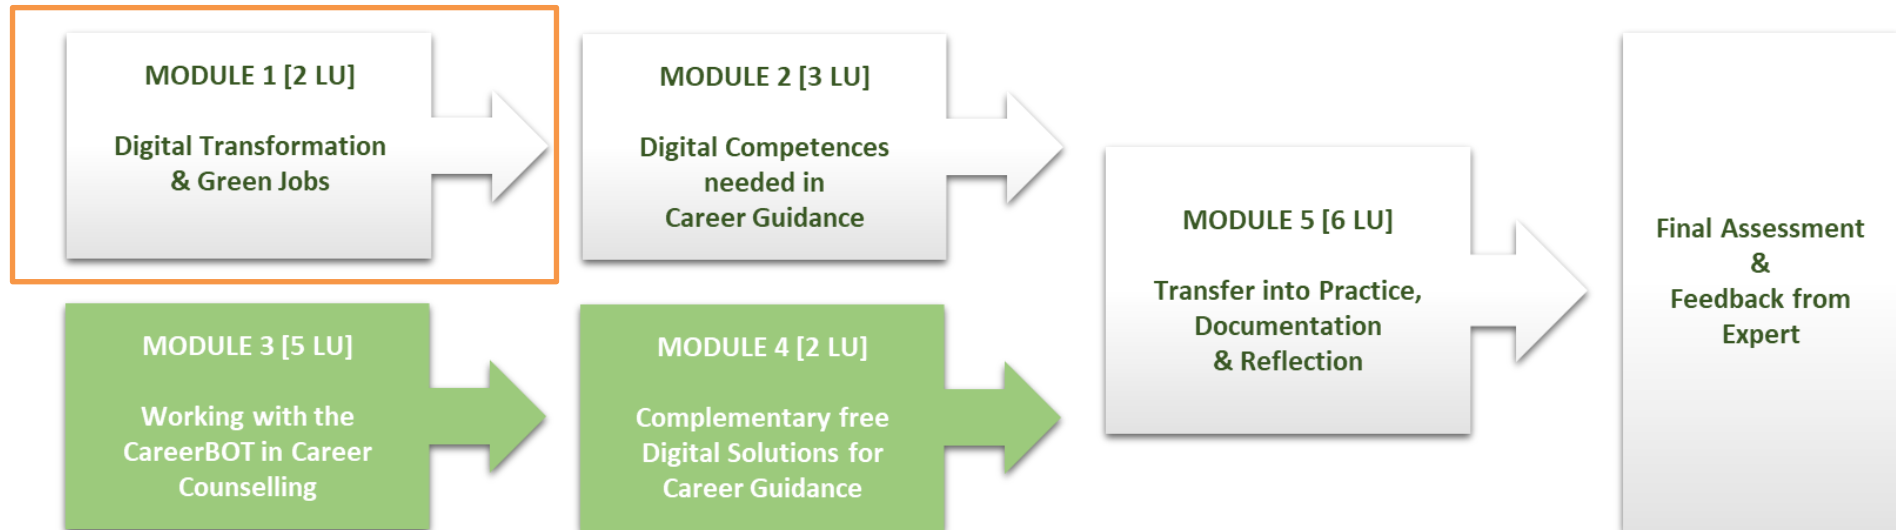 MODULE 1 [2 LU]
Digital Transformation
& Green Jobs
MODULE 2 [3 LU]
Digital Competences
needed in
Career Guidance
MODULE 3 [5 LU]
Working with the
CareerBOT in Career
Counselling
MODULE 4 [2 LU]
Complementary free
Digital Solutions for
Career Guidance
MODULE 5 [6 LU]
Transfer into Practice,
Documentation
& Reflection
Final Assessment
&
Feedback from
Expert